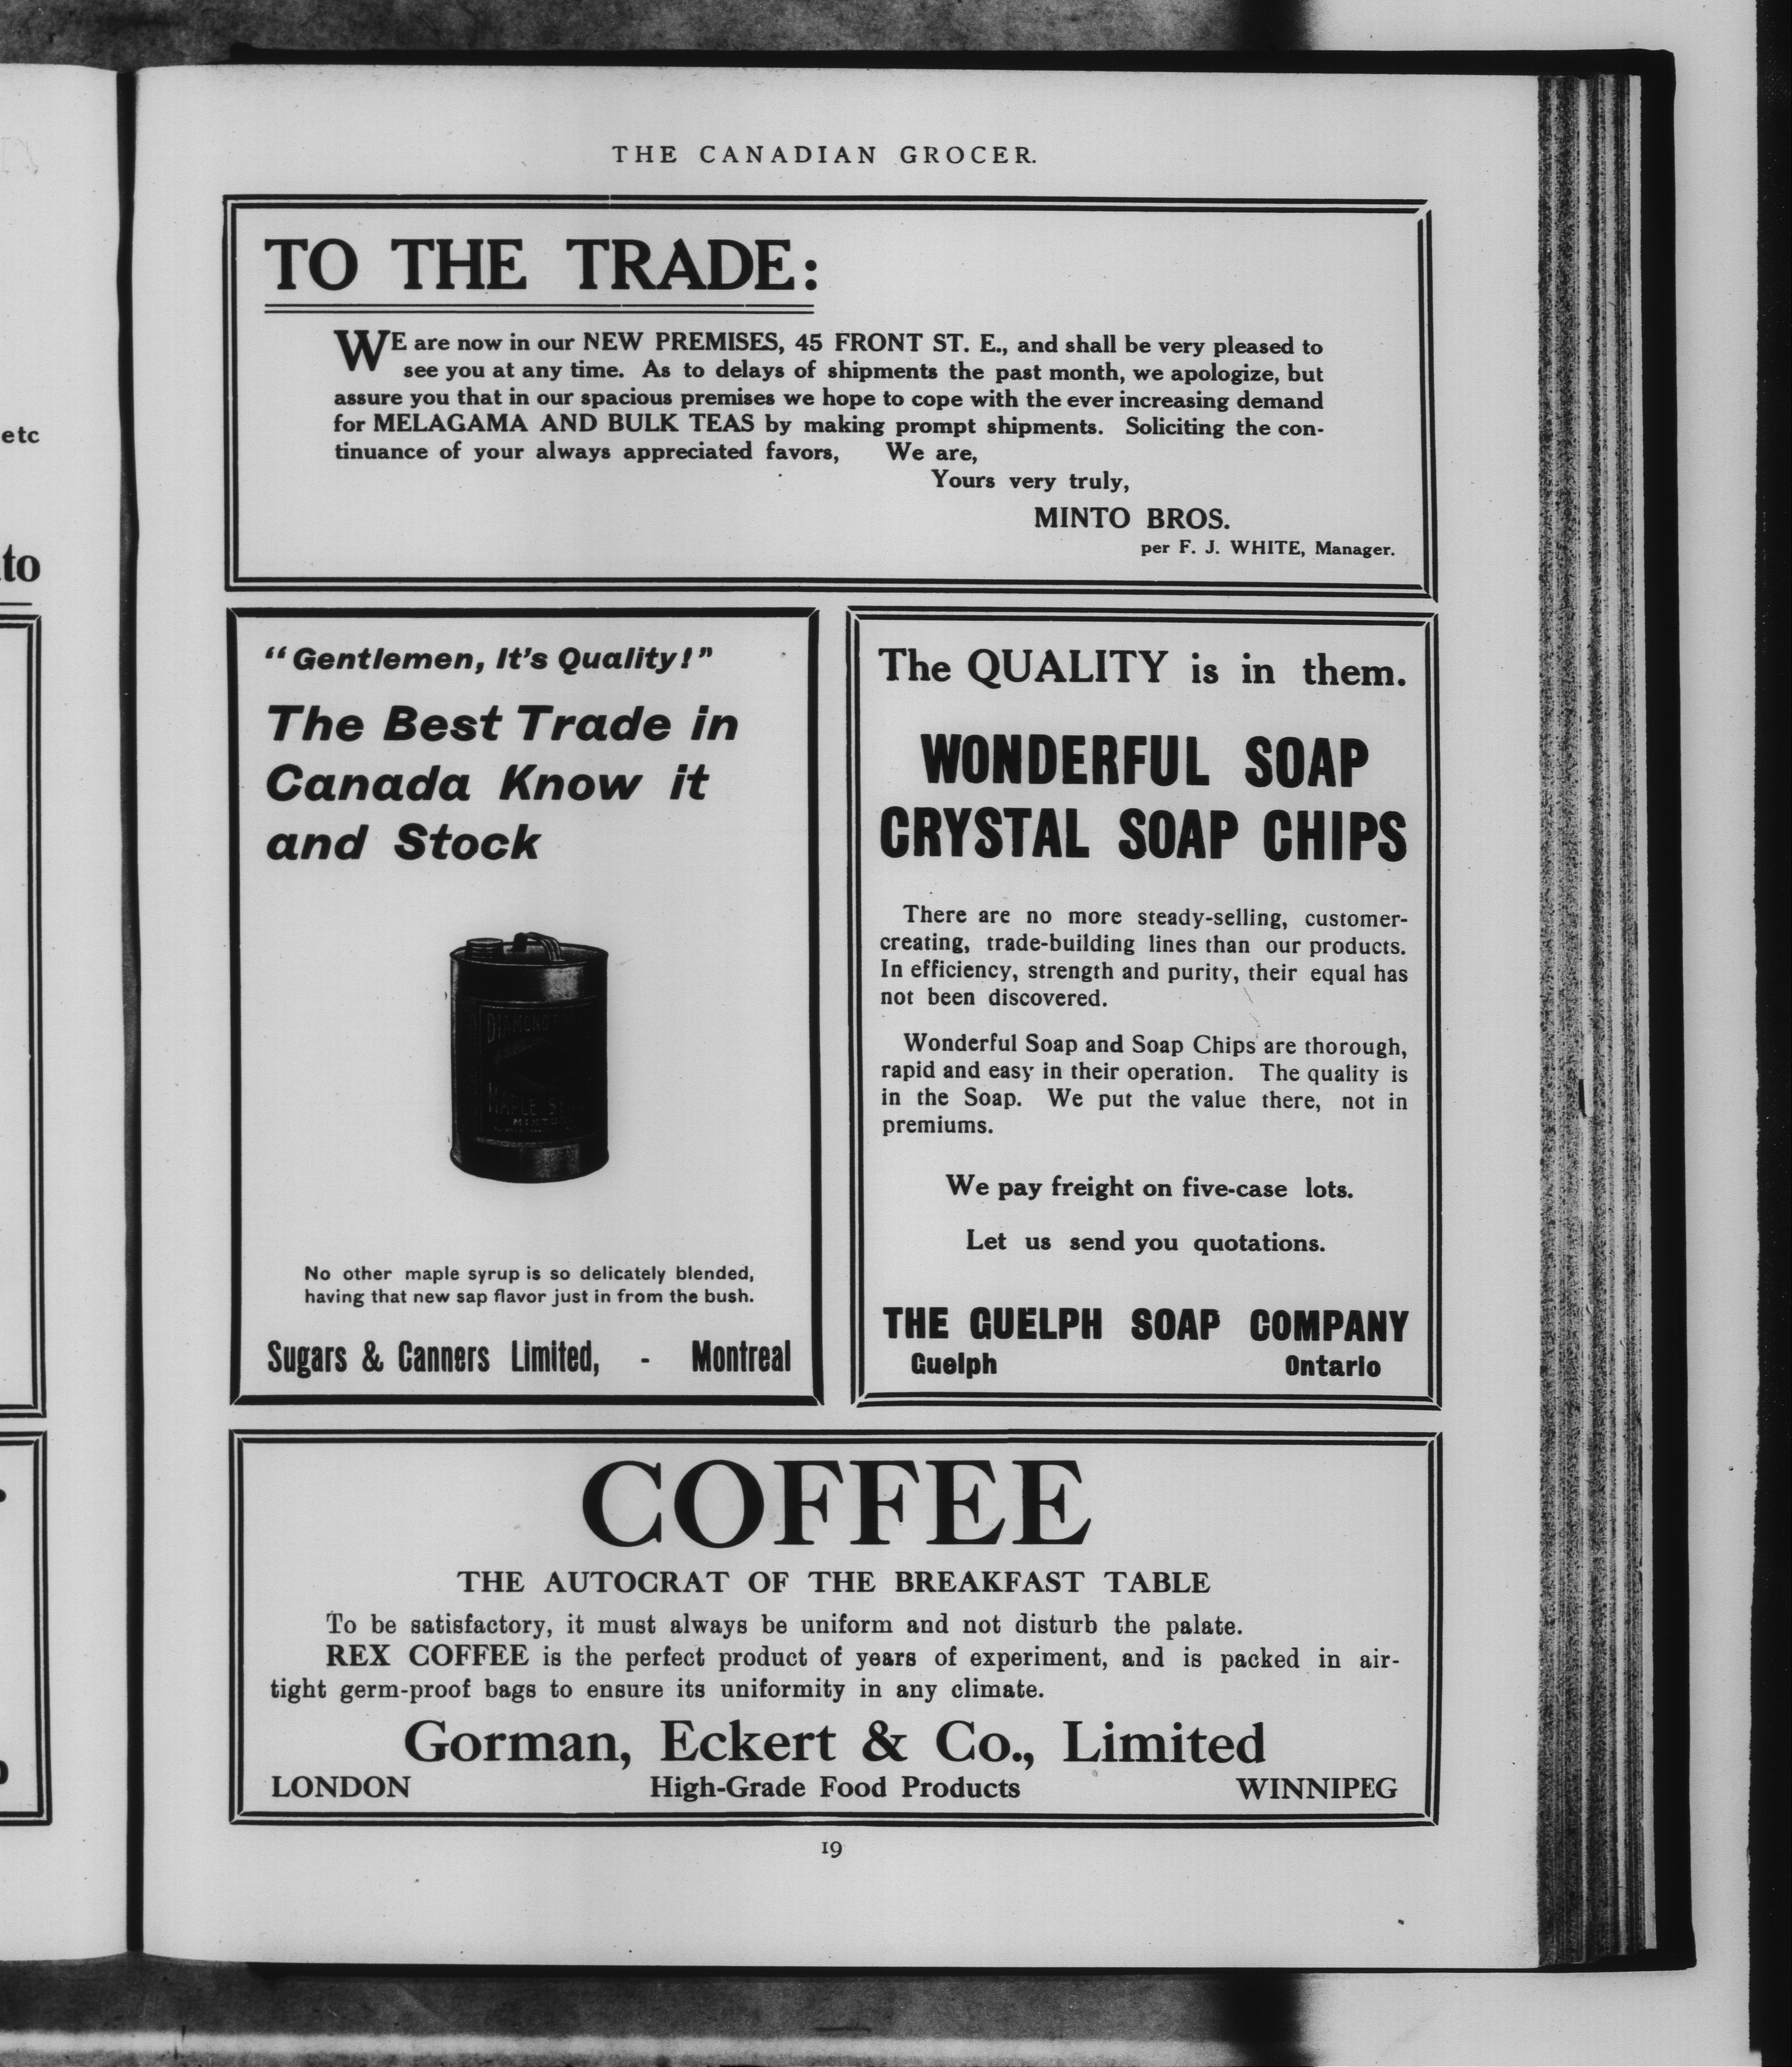 etc
to
THE CANADIAN GROCER.
TO THE TRADE:
WE are now in our NEW PREMISES, 45 FRONT ST. E., and shall be very pleased to
see you at any time. As to delays of shipments the past month, we apologize, but
assure you that in our spacious premises we hope to cope with the ever increasing demand
for MELAGAMA AND BULK TEAS by making prompt shipments. Soliciting the con-
tinuance of your always appreciated favors, We are,
Yours very truly,
MINTO BROS.
per F. J. WHITE, Manager.
"Gentlemen, It's Quality!"
The Best Trade in
Canada Know it
and Stock
DIAMOND
MAPLE
No other maple syrup is so delicately blended,
having that new sap flavor just in from the bush.
Sugars & Canners Limited, - Montreal
The QUALITY is in them.
WONDERFUL SOAP
CRYSTAL SOAP CHIPS
There are no more steady-selling, customer-
creating, trade-building lines than our products.
In efficiency, strength and purity, their equal has
not been discovered.
Wonderful Soap and Soap Chips are thorough,
rapid and easy in their operation. The quality is
in the Soap. We put the value there, not in
premiums.
We pay freight on five-case lots.
Let us send you quotations.
THE GUELPH SOAP COMPANY
Guelph Ontario
COFFEE
THE AUTOCRAT OF THE BREAKFAST TABLE
To be satisfactory, it must always be uniform and not disturb the palate.
REX COFFEE is the perfect product of years of experiment, and is packed in air-
tight germ-proof bags to ensure its uniformity in any climate.
Gorman, Eckert & Co., Limited
LONDON High-Grade Food Products WINNIPEG
19